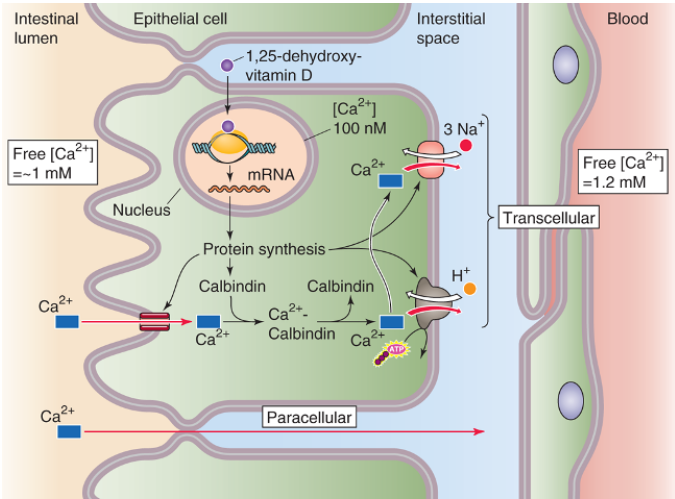 Intestinal
lumen
Epithelial cell
Interstitial
space
Blood
1,25-dehydroxy-
vitamin D
[Ca²⁺]
100 nM
3 Na⁺
Free [Ca²⁺]
=~1 mM
mRNA
Ca²⁺
Free [Ca²⁺]
=1.2 mM
Nucleus
Transcellular
Protein synthesis
H⁺
Calbindin
Calbindin
Ca²⁺
Ca²⁺
Ca²⁺-
Calbindin
Ca²⁺
ATP
Paracellular
Ca²⁺